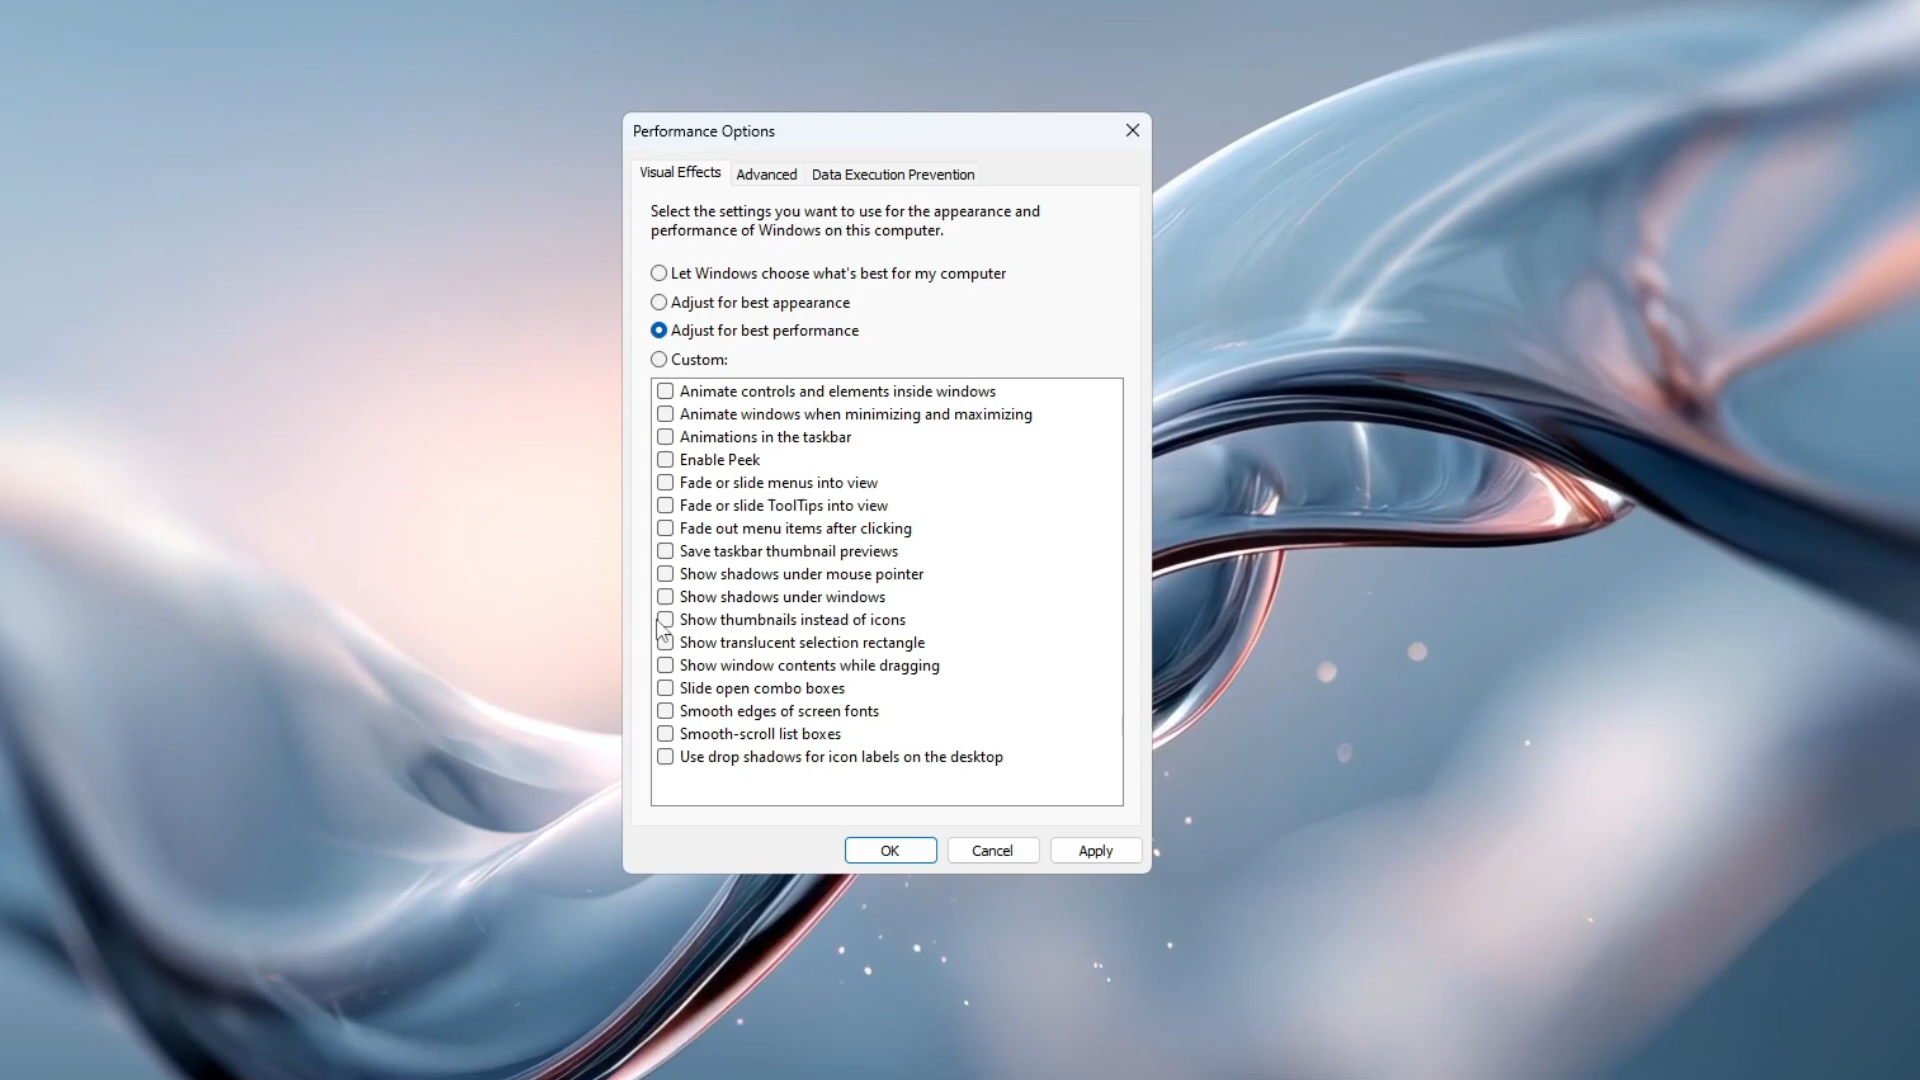 Performance Options
Visual Effects
Advanced
Data Execution Prevention
Select the settings you want to use for the appearance and
performance of Windows on this computer.
Let Windows choose what's best for my computer
Adjust for best appearance
Adjust for best performance
Custom:
Animate controls and elements inside windows
Animate windows when minimizing and maximizing
Animations in the taskbar
Enable Peek
Fade or slide menus into view
Fade or slide ToolTips into view
Fade out menu items after clicking
Save taskbar thumbnail previews
Show shadows under mouse pointer
Show shadows under windows
Show thumbnails instead of icons
Show translucent selection rectangle
Show window contents while dragging
Slide open combo boxes
Smooth edges of screen fonts
Smooth-scroll list boxes
Use drop shadows for icon labels on the desktop
OK
Cancel
Apply